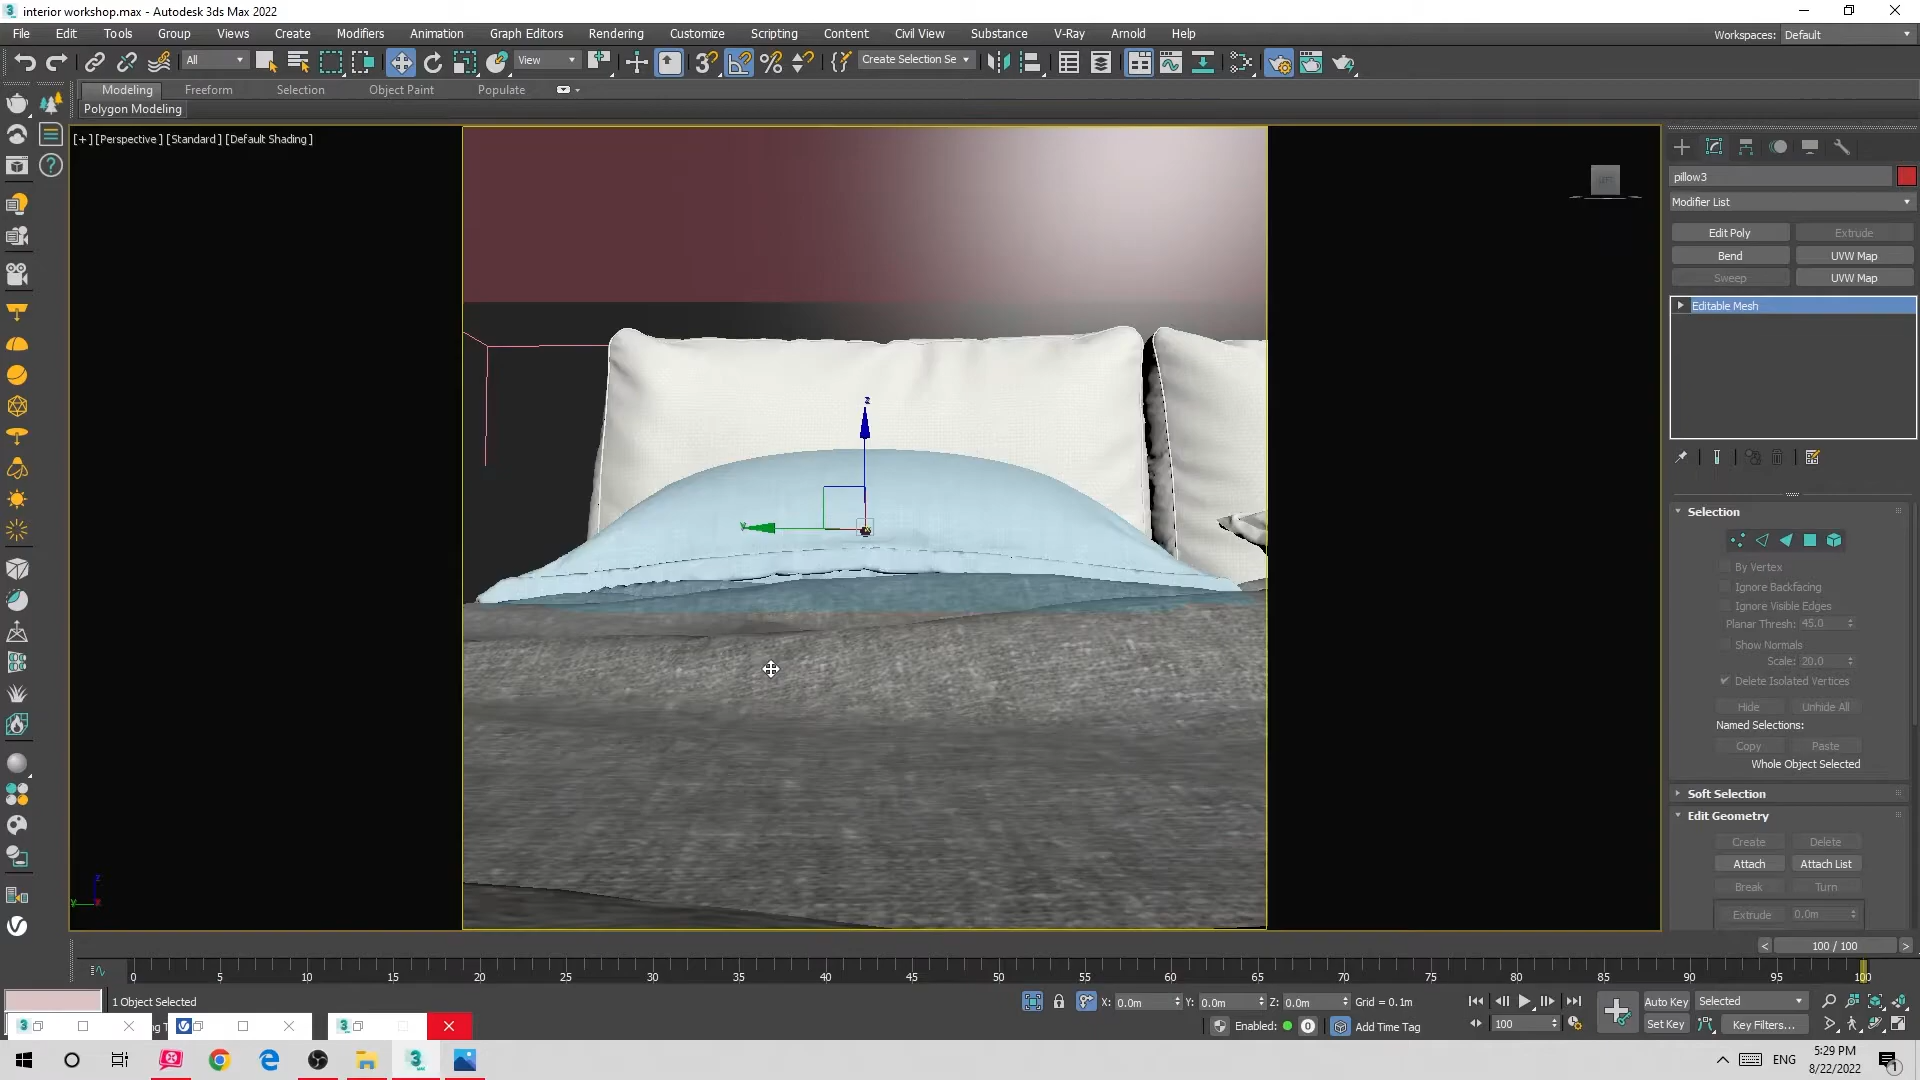 interior workshop.max - Autodesk 3ds Max 2022
File Edit Tools Group Views Create Modifiers Animation Graph Editors Rendering Customize Scripting Content Civil View Substance V-Ray Arnold Help
Workspaces: Default
All View Create Selection Se
Modeling Freeform Selection Object Paint Populate
Polygon Modeling
[+] [Perspective] [Standard] [Default Shading]
LEFT
pillow3
Modifier List
Edit Poly Extrude
Bend UVW Map
Sweep UVW Map
Editable Mesh
z
y
Selection
By Vertex
Ignore Backfacing
Ignore Visible Edges
Planar Thresh: 45.0
Show Normals
Scale: 20.0
Delete Isolated Vertices
Hide Unhide All
Named Selections:
Copy Paste
Whole Object Selected
Soft Selection
Edit Geometry
Create Delete
Attach Attach List
Break Turn
Extrude 0.0m
z
y
100 / 100
0 5 10 15 20 25 30 35 40 45 50 55 60 65 70 75 80 85 90 95 100
1 Object Selected
X: 0.0m Y: 0.0m Z: 0.0m Grid = 0.1m
Auto Key Selected
Enabled: 0 Add Time Tag
100
Set Key Key Filters...
ENG
5:29 PM
8/22/2022
1